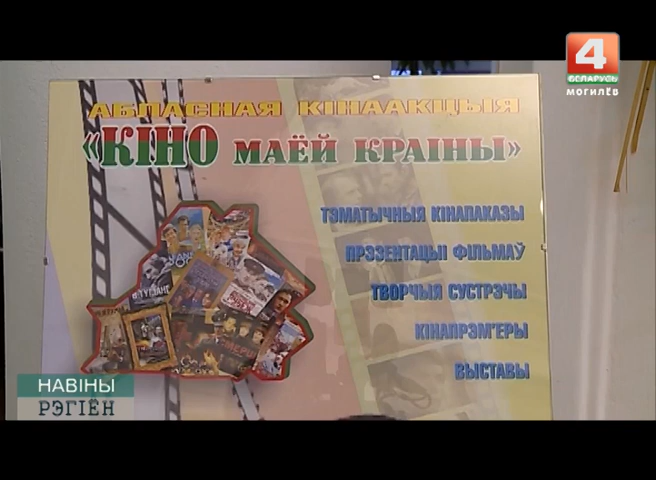 4
БЕЛАРУСЬ
МОГИЛЁВ
АБЛАСНАЯ КІНААКЦЫЯ
«КІНО МАЁЙ КРАІНЫ»
ТЭМАТЫЧНЫЯ КІНАПАКАЗЫ
ПРЭЗЕНТАЦЫІ ФІЛЬМАЎ
ТВОРЧЫЯ СУСТРЭЧЫ
КІНАПРЭМ'ЕРЫ
ВЫСТАВЫ
НАВІНЫ
РЭГІЁН